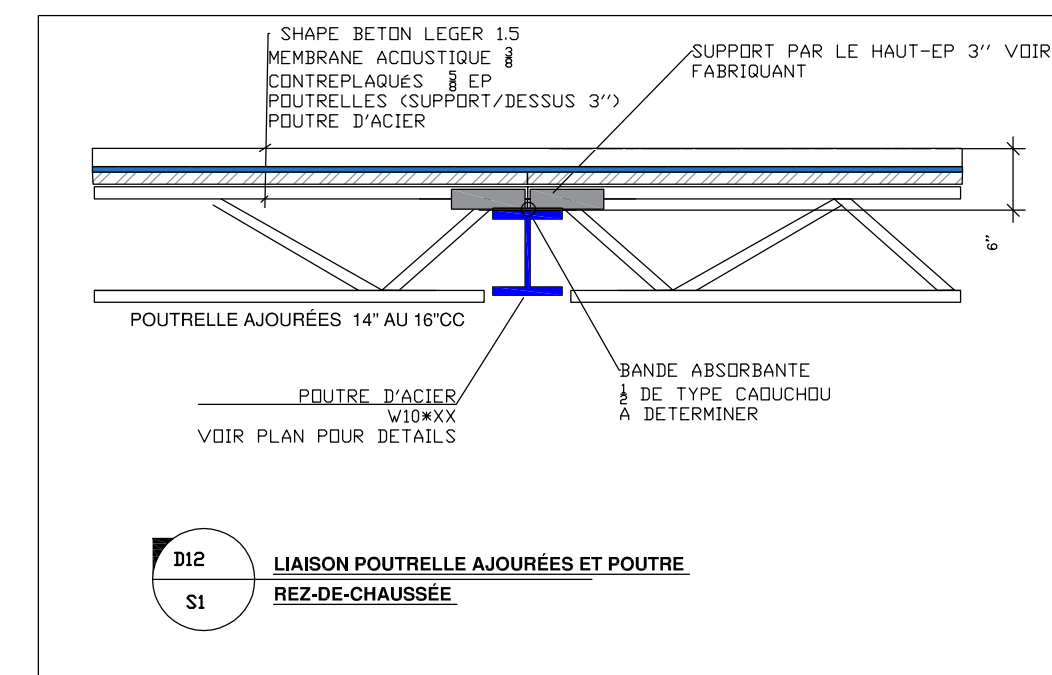 SHAPE BETON LEGER 1.5
MEMBRANE ACOUSTIQUE 3/8
CONTREPLAQUéS 5/8 EP
POUTRELLES (SUPPORT/DESSUS 3'')
POUTRE D'ACIER
SUPPORT PAR LE HAUT-EP 3'' VOIR
FABRIQUANT
6"
POUTRELLE AJOURÉES 14" AU 16"CC
POUTRE D'ACIER
W10*XX
VOIR PLAN POUR DETAILS
BANDE ABSORBANTE
1/2 DE TYPE CAOUCHOU
A DETERMINER
D12
S1
LIAISON POUTRELLE AJOURÉES ET POUTRE
REZ-DE-CHAUSSÉE